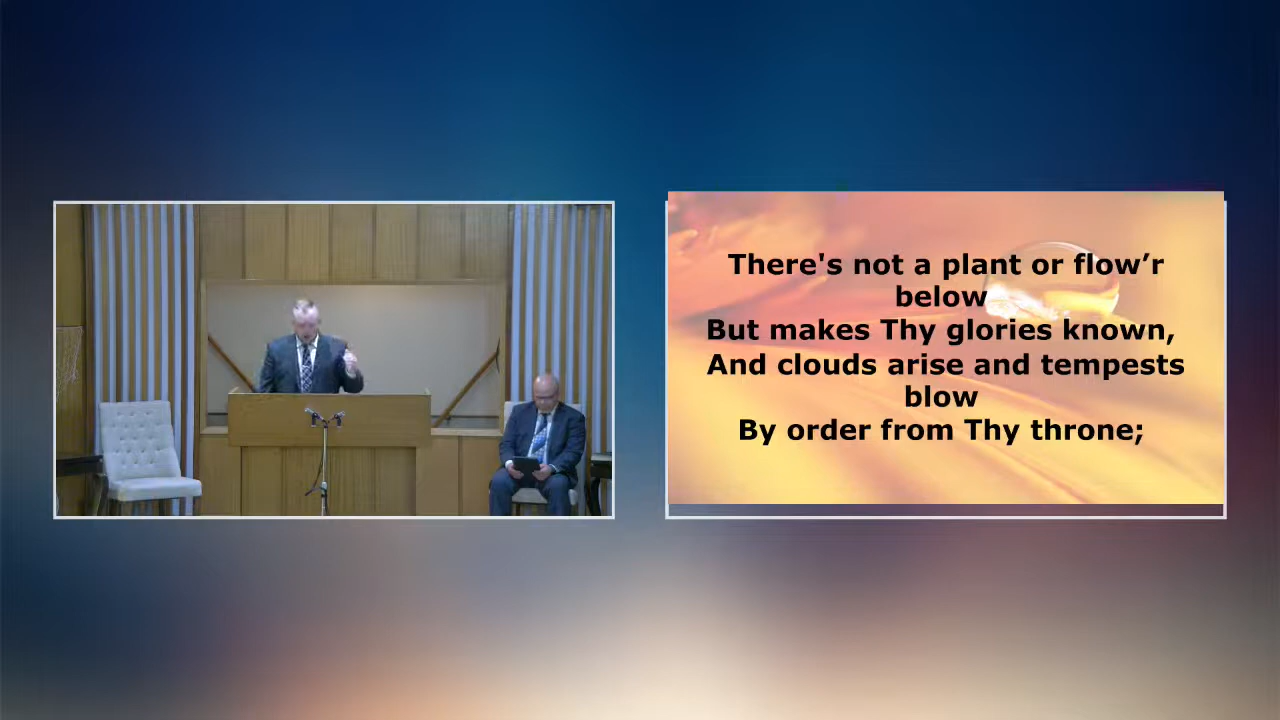 There's not a plant or flow’r
below
But makes Thy glories known,
And clouds arise and tempests
blow
By order from Thy throne;